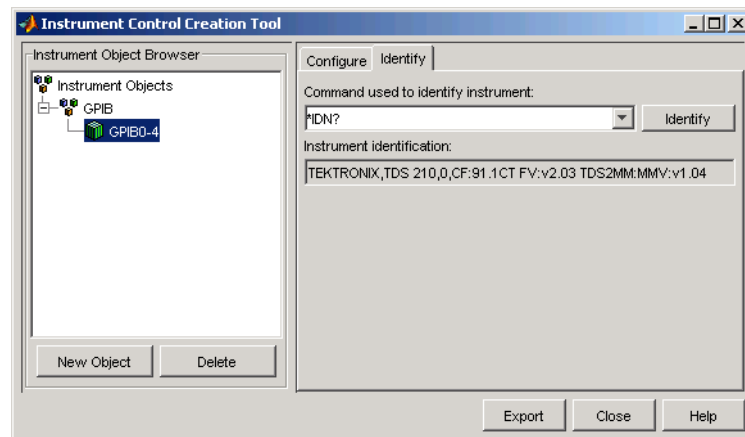 Instrument Control Creation Tool
Instrument Object Browser
Instrument Objects
GPIB
GPIB0-4
New Object
Delete
Configure
Identify
Command used to identify instrument:
*IDN?
Identify
Instrument identification:
TEKTRONIX,TDS 210,0,CF:91.1CT FV:v2.03 TDS2MM:MMV:v1.04
Export
Close
Help